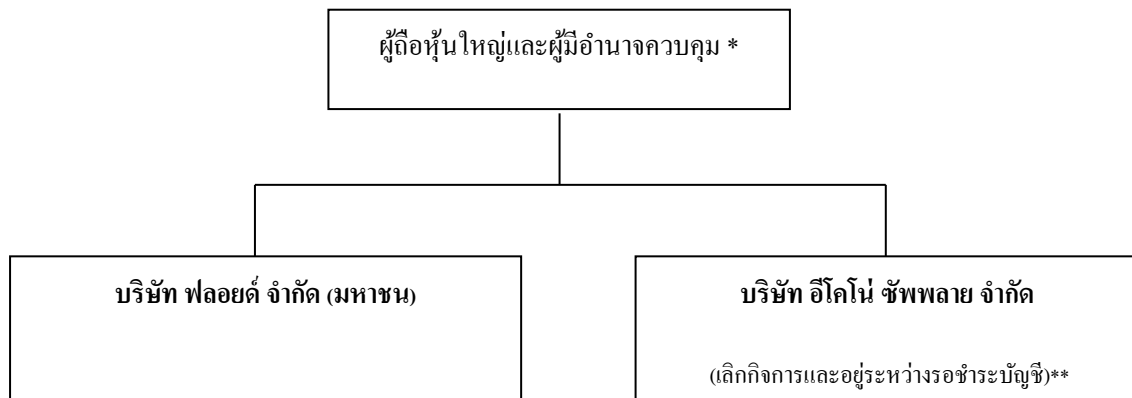 ผู้ถือหุ้นใหญ่และผู้มีอำนาจควบคุม *
บริษัท ฟลอยด์ จำกัด (มหาชน)
บริษัท อีโคโน่ ซัพพลาย จำกัด
(เลิกกิจการและอยู่ระหว่างรอชำระบัญชี)**